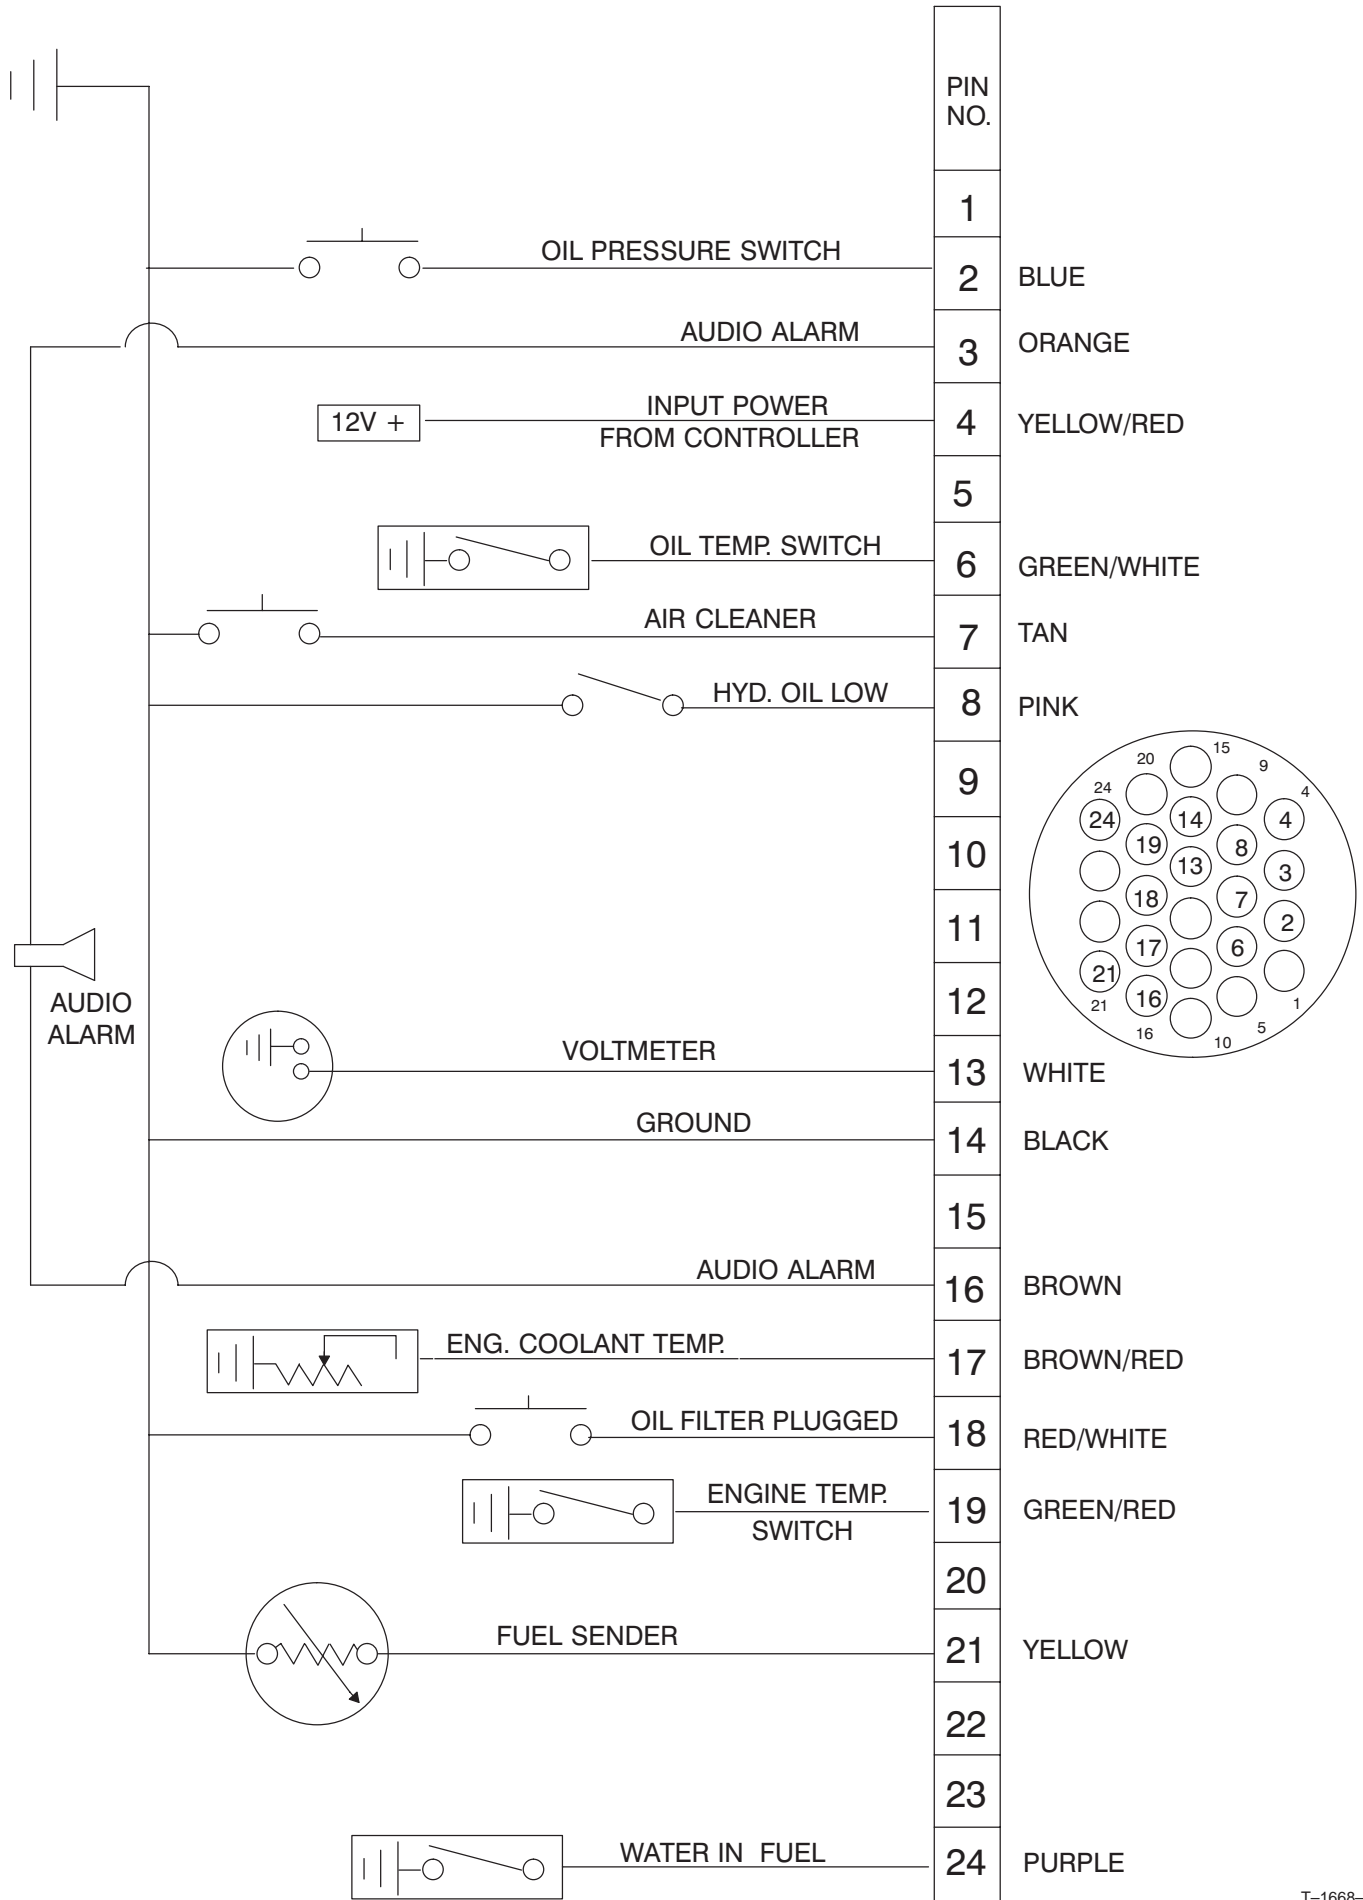 PIN
NO.
1
OIL PRESSURE SWITCH
2 BLUE
AUDIO ALARM
3 ORANGE
12V +
INPUT POWER
FROM CONTROLLER
4 YELLOW/RED
5
OIL TEMP. SWITCH
6 GREEN/WHITE
AIR CLEANER
7 TAN
HYD. OIL LOW
8 PINK
9
10
11
12
AUDIO
ALARM
VOLTMETER
13 WHITE
GROUND
14 BLACK
15
AUDIO ALARM
16 BROWN
ENG. COOLANT TEMP.
17 BROWN/RED
OIL FILTER PLUGGED
18 RED/WHITE
ENGINE TEMP.
SWITCH
19 GREEN/RED
20
FUEL SENDER
21 YELLOW
22
23
WATER IN FUEL
24 PURPLE
15
20 9
24 4
24 14 4
19 8
13 3
18 7
2
17 6
21
16
21 1
16 10 5
T–1668–